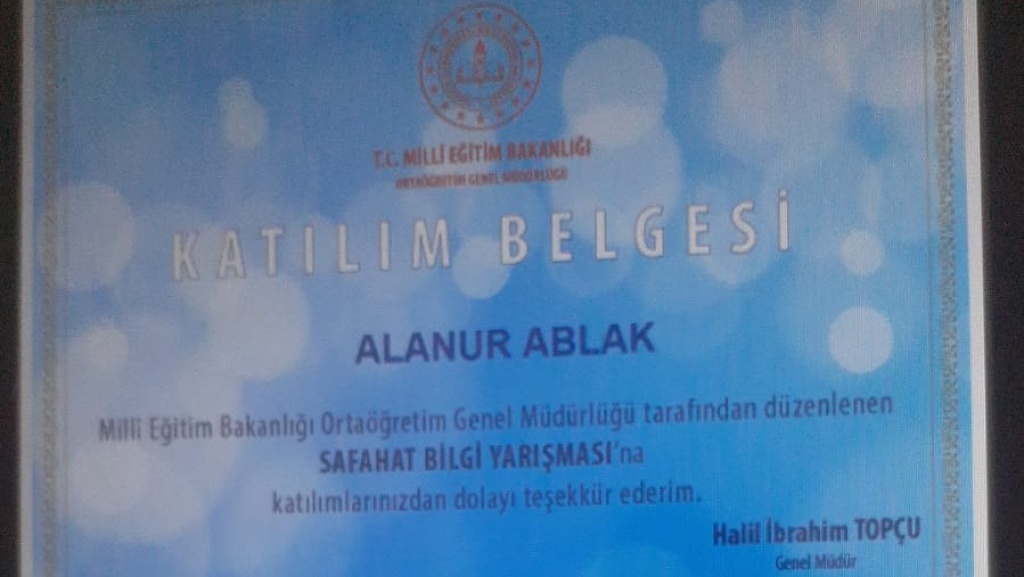 T.C. MİLLİ EĞİTİM BAKANLIĞI
ORTAÖĞRETİM GENEL MÜDÜRLÜĞÜ
KATILIM BELGESİ
ALANUR ABLAK
Millî Eğitim Bakanlığı Ortaöğretim Genel Müdürlüğü tarafından düzenlenen
SAFAHAT BİLGİ YARIŞMASI'na
katılımlarınızdan dolayı teşekkür ederim.
Halil İbrahim TOPÇU
Genel Müdür